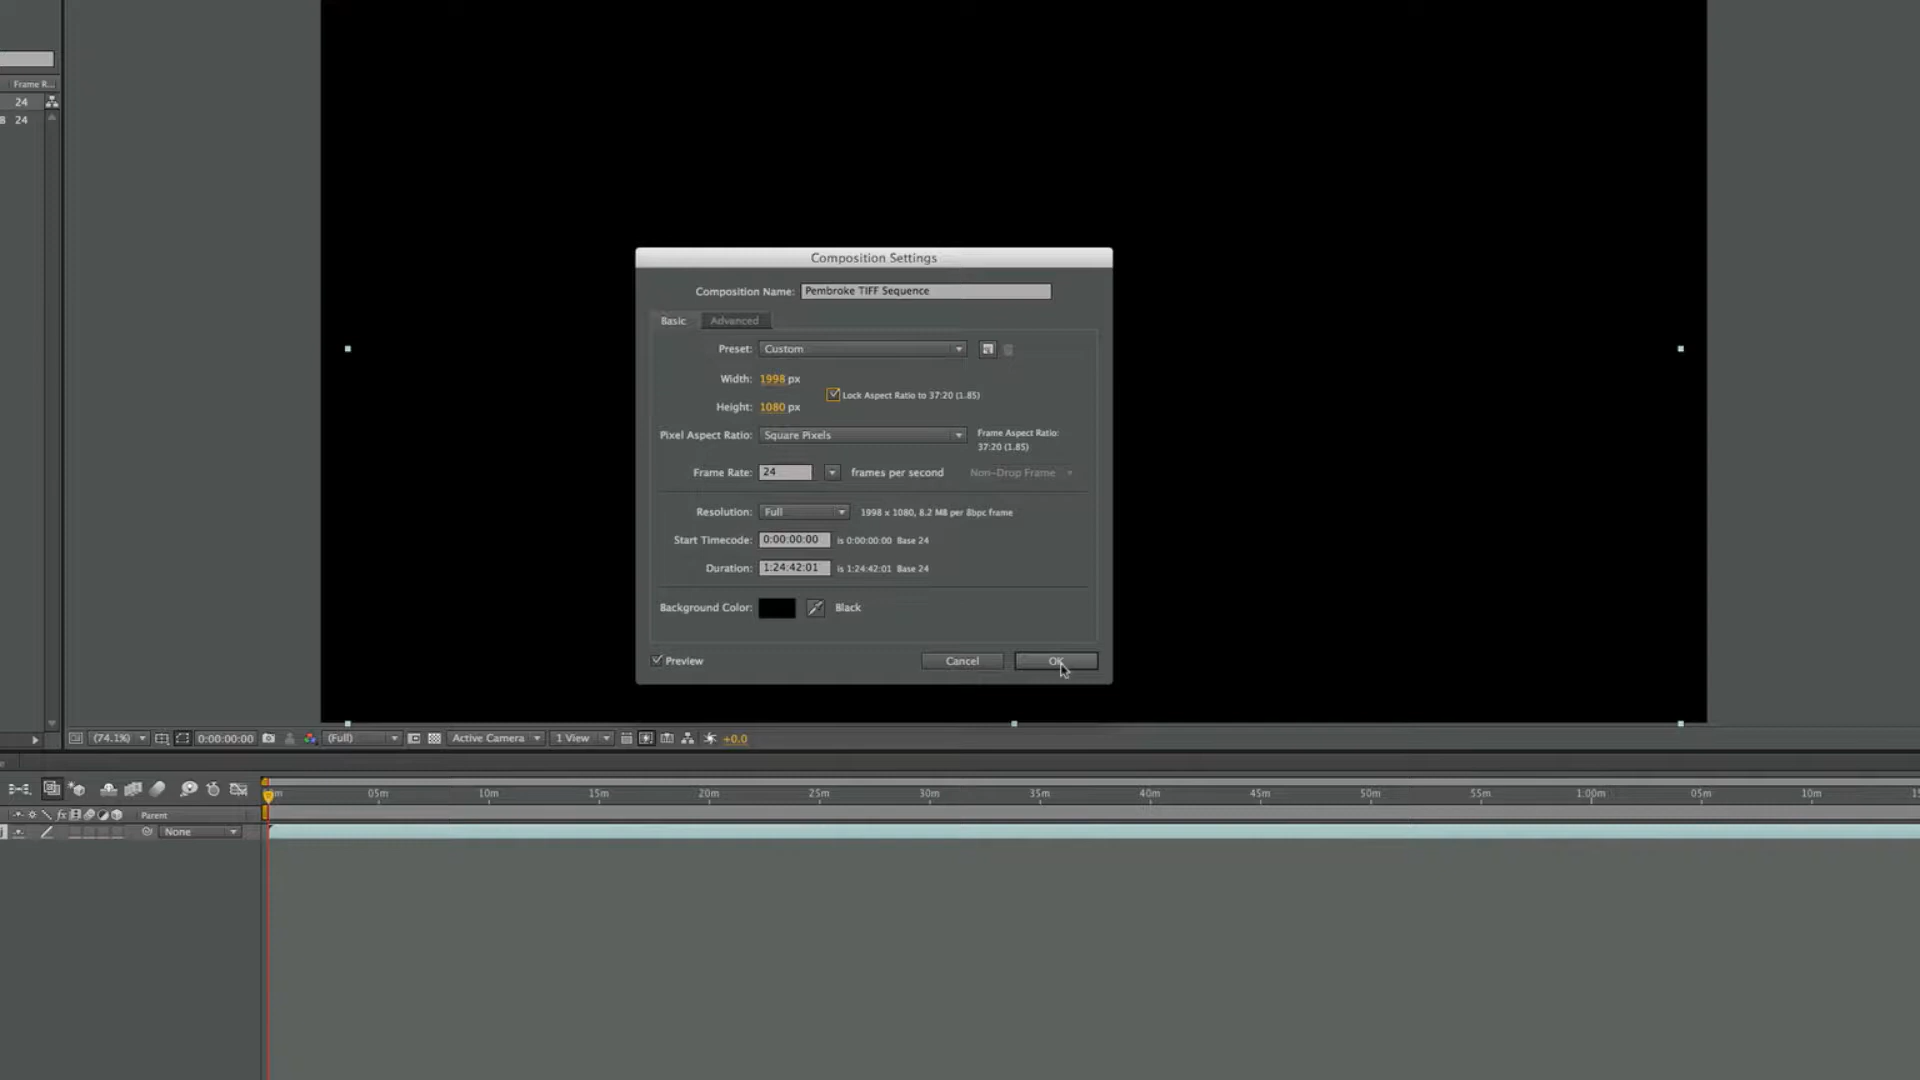 Frame R...
24
8 24
Composition Settings
Composition Name: Pembroke TIFF Sequence
Basic Advanced
Preset: Custom
Width: 1998 px
Lock Aspect Ratio to 37:20 (1.85)
Height: 1080 px
Pixel Aspect Ratio: Square Pixels
Frame Aspect Ratio:
37:20 (1.85)
Frame Rate: 24 frames per second Non-Drop Frame
Resolution: Full 1998 x 1080, 8.2 MB per 8bpc frame
Start Timecode: 0:00:00:00 is 0:00:00:00 Base 24
Duration: 1:24:42:01 is 1:24:42:01 Base 24
Background Color: Black
Preview Cancel OK
(74.1%) 0:00:00:00 (Full) Active Camera 1 View +0.0
05m 10m 15m 20m 25m 30m 35m 40m 45m 50m 55m 1:00m 05m 10m
fx Parent
None